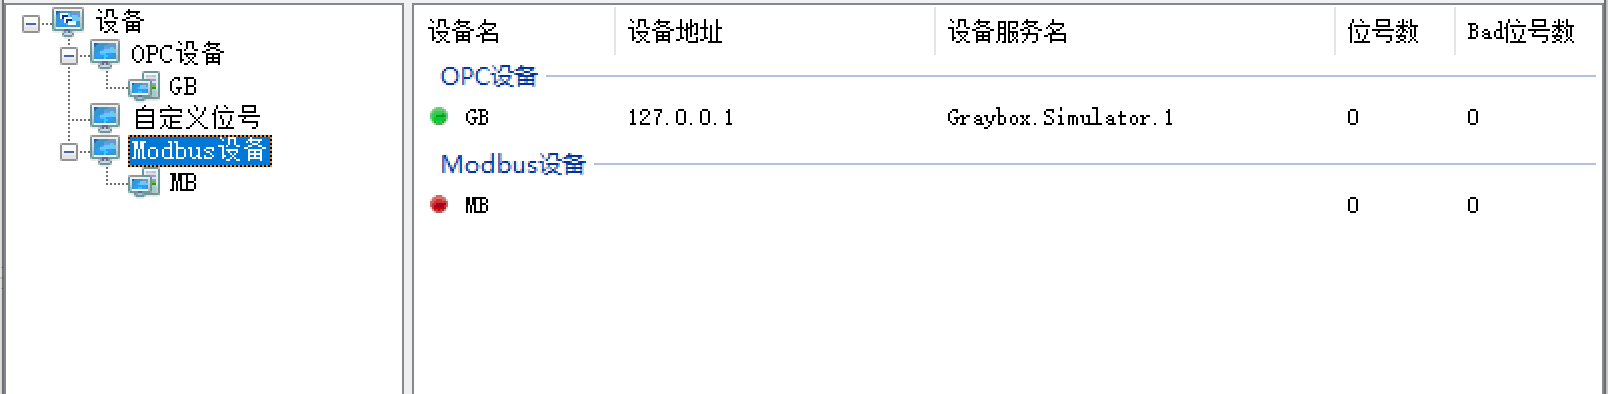 设备
OPC设备
GB
自定义位号
Modbus设备
MB
设备名 设备地址 设备服务名 位号数 Bad位号数
OPC设备
GB 127.0.0.1 Graybox.Simulator.1 0 0
Modbus设备
MB 0 0